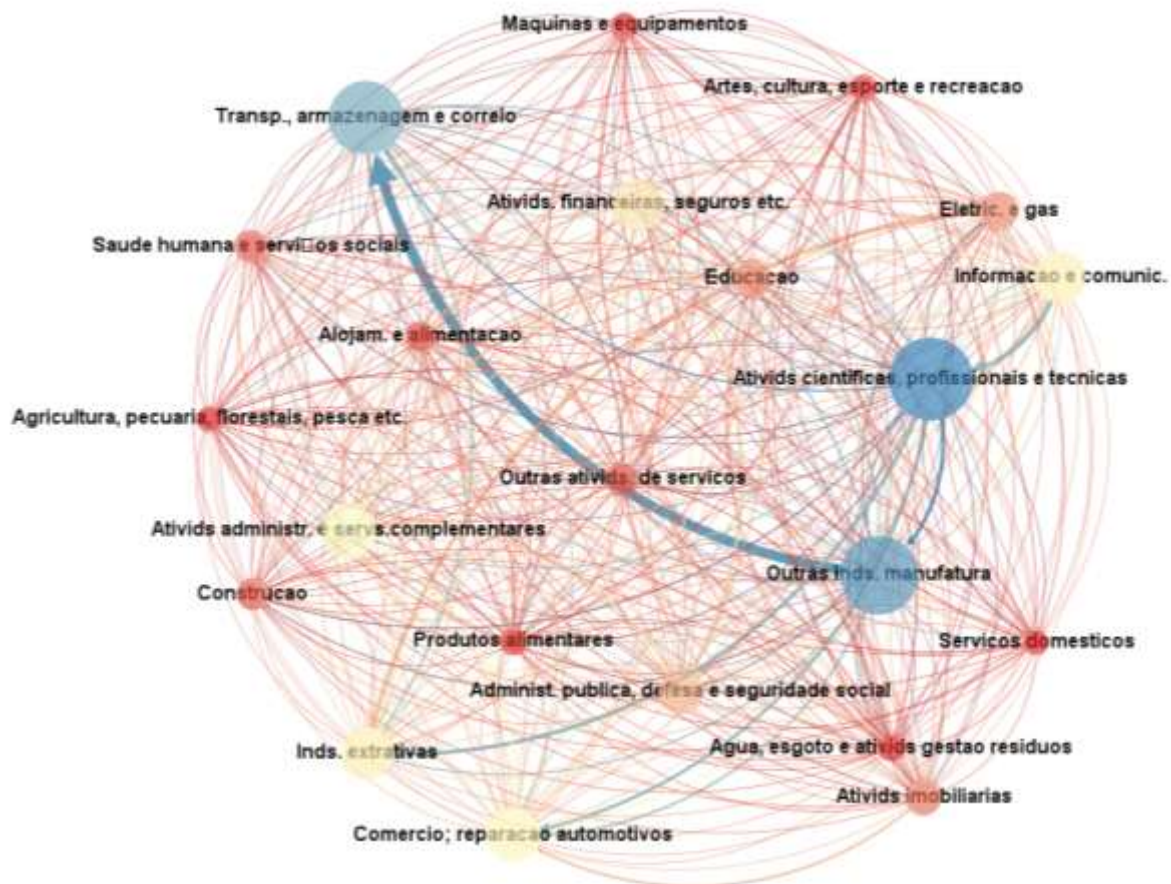 Maquinas e equipamentos
Artes, cultura, esporte e recreacao
Transp., armazenagem e correio
Ativids. financeiras, seguros etc.
Eletric. e gas
Saude humana e servi□os sociais
Educacao
Informacao e comunic.
Alojam. e alimentacao
Ativids cientificas, profissionais e tecnicas
Agricultura, pecuaria, florestais, pesca etc.
Outras ativids. de servicos
Ativids administr. e servs.complementares
Outras inds. manufatura
Construcao
Produtos alimentares
Servicos domesticos
Administ. publica, defesa e seguridade social
Inds. extrativas
Agua, esgoto e ativids gestao residuos
Ativids imobiliarias
Comercio; reparacao automotivos